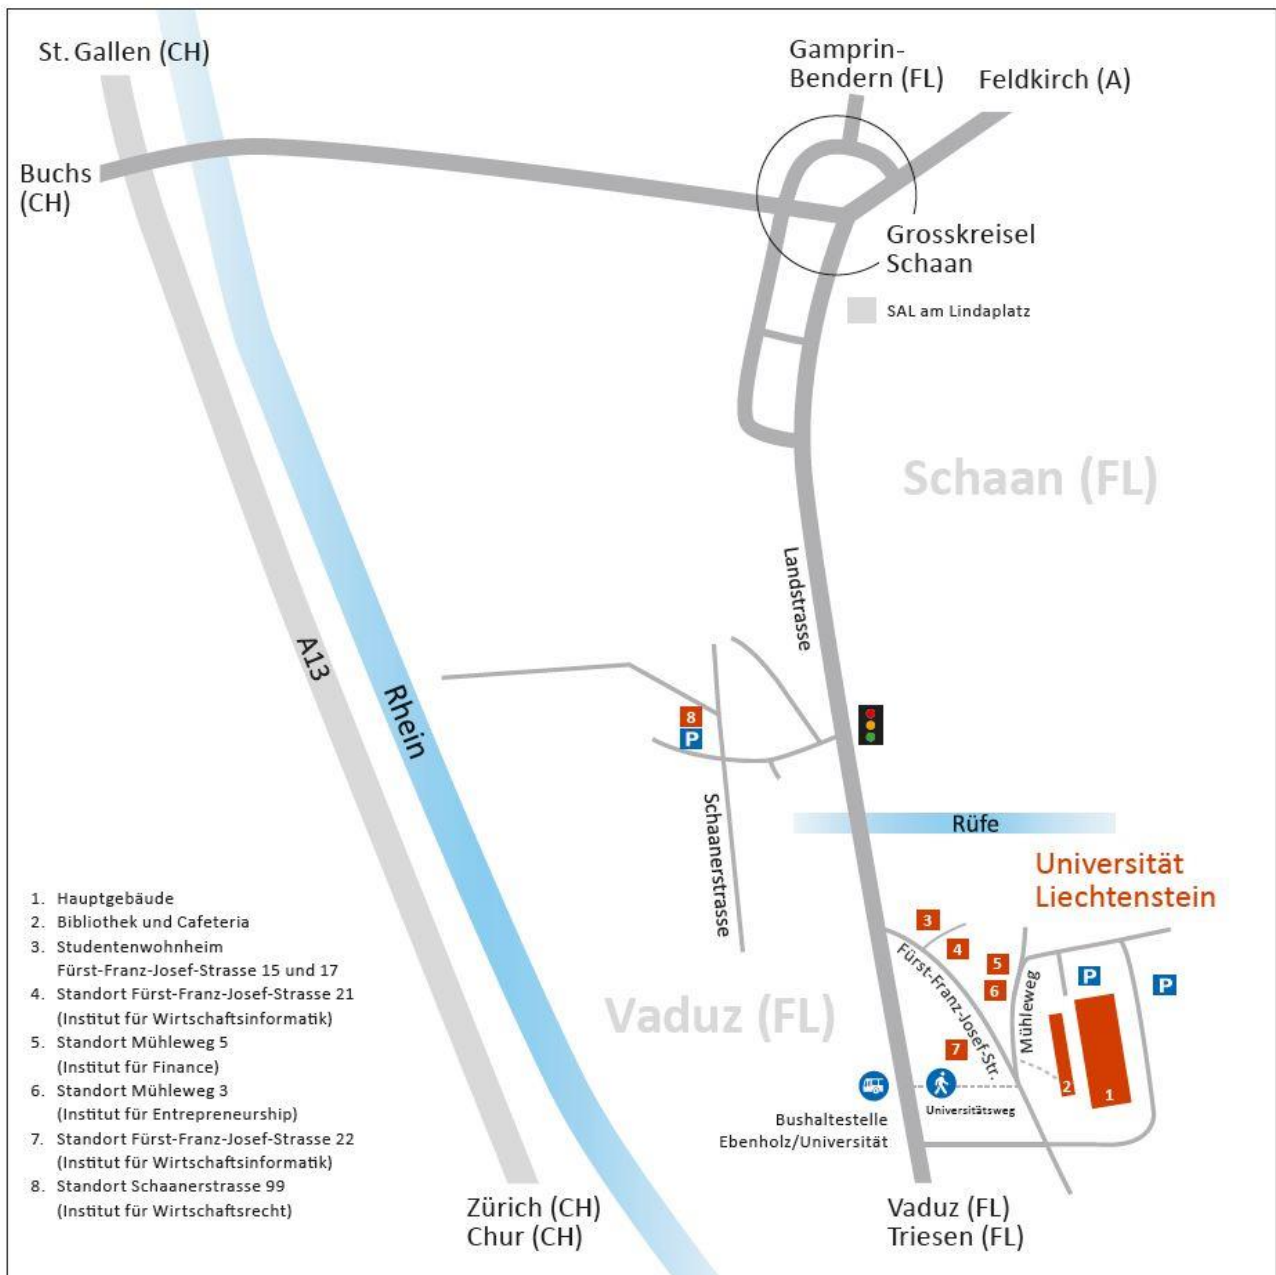 St. Gallen (CH)
Gamprin-
Bendern (FL)
Feldkirch (A)
Buchs
(CH)
Grosskreisel
Schaan
SAL am Lindaplatz
Schaan (FL)
Landstrasse
A13
Rhein
8
P
Schaanerstrasse
Rüfe
Universität
Liechtenstein
1. Hauptgebäude
2. Bibliothek und Cafeteria
3. Studentenwohnheim
Fürst-Franz-Josef-Strasse 15 und 17
4. Standort Fürst-Franz-Josef-Strasse 21
(Institut für Wirtschaftsinformatik)
5. Standort Mühleweg 5
(Institut für Finance)
6. Standort Mühleweg 3
(Institut für Entrepreneurship)
7. Standort Fürst-Franz-Josef-Strasse 22
(Institut für Wirtschaftsinformatik)
8. Standort Schaanerstrasse 99
(Institut für Wirtschaftsrecht)
3
4
5
6
Fürst-Franz-Josef-Str.
Mühleweg
P
P
Vaduz (FL)
7
2
1
Universitätsweg
Bushaltestelle
Ebenholz/Universität
Zürich (CH)
Chur (CH)
Vaduz (FL)
Triesen (FL)